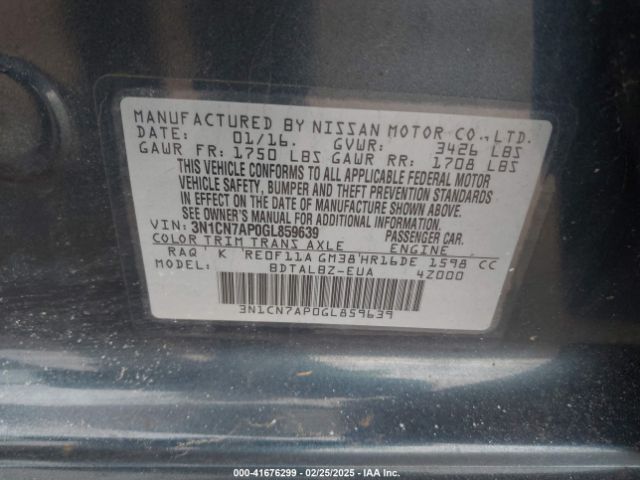 MANUFACTURED BY NISSAN MOTOR CO.,LTD.
DATE: 01/16. GVWR: 3426 LBS
GAWR FR: 1750 LBS GAWR RR: 1708 LBS
THIS VEHICLE CONFORMS TO ALL APPLICABLE FEDERAL MOTOR
VEHICLE SAFETY, BUMPER AND THEFT PREVENTION STANDARDS
IN EFFECT ON THE DATE OF MANUFACTURE SHOWN ABOVE.
SEE OWNER'S MANUAL FOR ADDITIONAL INFORMATION.
VIN: 3N1CN7AP0GL859639 PASSENGER CAR.
COLOR TRIM TRANS AXLE ENGINE
RAQ' K RE0F11A GM38'HR16DE 1598 CC
MODEL: BDTALBZ-EUA 4Z000
3N1CN7AP0GL859639
000-41676299 • 02/25/2025 • IAA Inc.